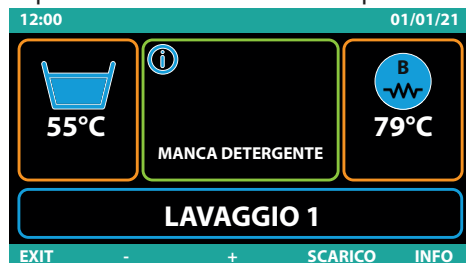 12:00 01/01/21
i
B
55°C
MANCA DETERGENTE
79°C
LAVAGGIO 1
EXIT - + SCARICO INFO